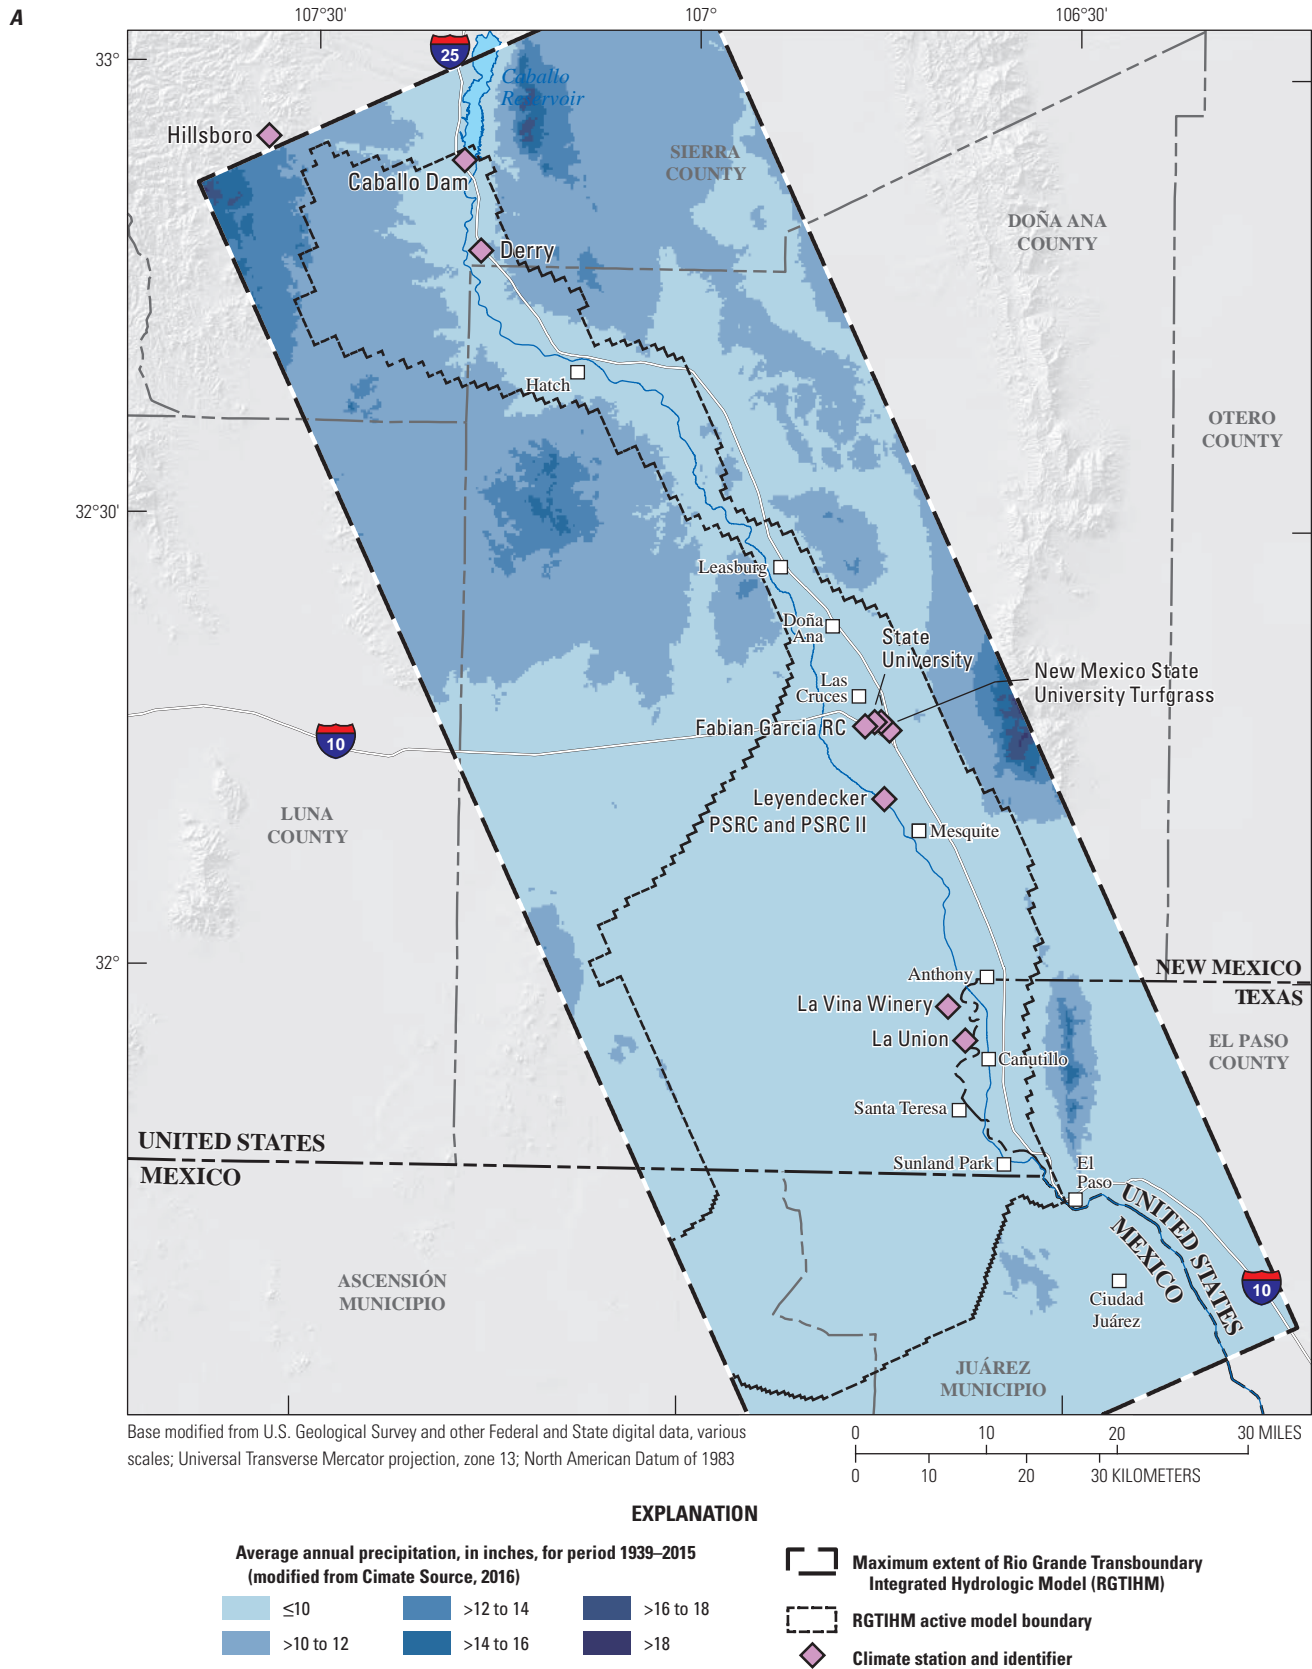 A
107°30'
107°
106°30'
33°
25
Caballo
Reservoir
Hillsboro
SIERRA
COUNTY
Caballo Dam
DOÑA ANA
COUNTY
Derry
Hatch
OTERO
COUNTY
32°30'
Leasburg
Doña
Ana
State
University
New Mexico State
University Turfgrass
Las
Cruces
Fabian Garcia RC
10
Leyendecker
PSRC and PSRC II
LUNA
COUNTY
Mesquite
32°
Anthony
NEW MEXICO
TEXAS
La Vina Winery
La Union
EL PASO
COUNTY
Canutillo
Santa Teresa
UNITED STATES
MEXICO
Sunland Park
El
Paso
UNITED STATES
MEXICO
ASCENSIÓN
MUNICIPIO
Ciudad
Juárez
10
JUÁREZ
MUNICIPIO
Base modified from U.S. Geological Survey and other Federal and State digital data, various
scales; Universal Transverse Mercator projection, zone 13; North American Datum of 1983
0 10 20 30 MILES
0 10 20 30 KILOMETERS
EXPLANATION
Average annual precipitation, in inches, for period 1939–2015
(modified from Cimate Source, 2016)
≤10
>12 to 14
>16 to 18
>10 to 12
>14 to 16
>18
Maximum extent of Rio Grande Transboundary
Integrated Hydrologic Model (RGTIHM)
RGTIHM active model boundary
Climate station and identifier